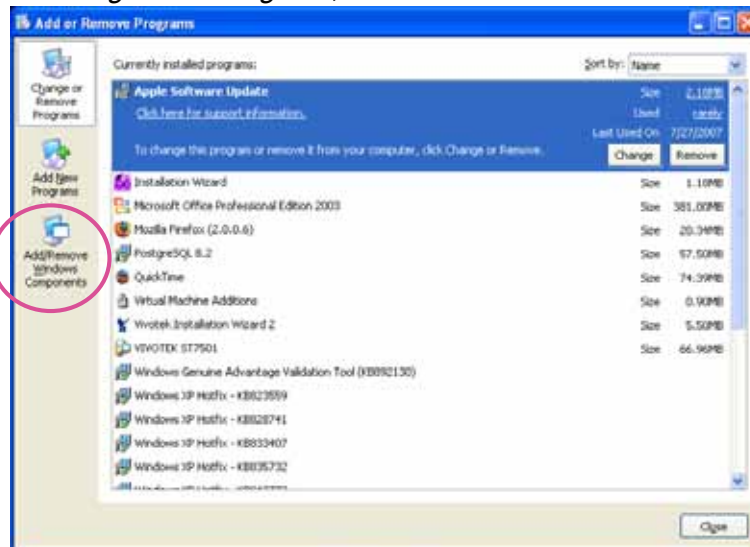 Add or Remove Programs
Currently installed programs:
Sort by: Name
Change or
Remove
Programs
Add New
Programs
Add/Remove
Windows
Components
Apple Software Update
Size 2.18MB
Click here for support information.
Used rarely
Last Used On 7/27/2007
To change this program or remove it from your computer, click Change or Remove.
Change
Remove
Installation Wizard
Size 1.10MB
Microsoft Office Professional Edition 2003
Size 381.00MB
Mozilla Firefox (2.0.0.6)
Size 20.34MB
PostgreSQL 8.2
Size 57.50MB
QuickTime
Size 74.39MB
Virtual Machine Additions
Size 0.90MB
Vivotek Installation Wizard 2
Size 5.50MB
VIVOTEK ST7501
Size 66.96MB
Windows Genuine Advantage Validation Tool (KB892130)
Windows XP Hotfix - KB823559
Windows XP Hotfix - KB828741
Windows XP Hotfix - KB833407
Windows XP Hotfix - KB835732
Close